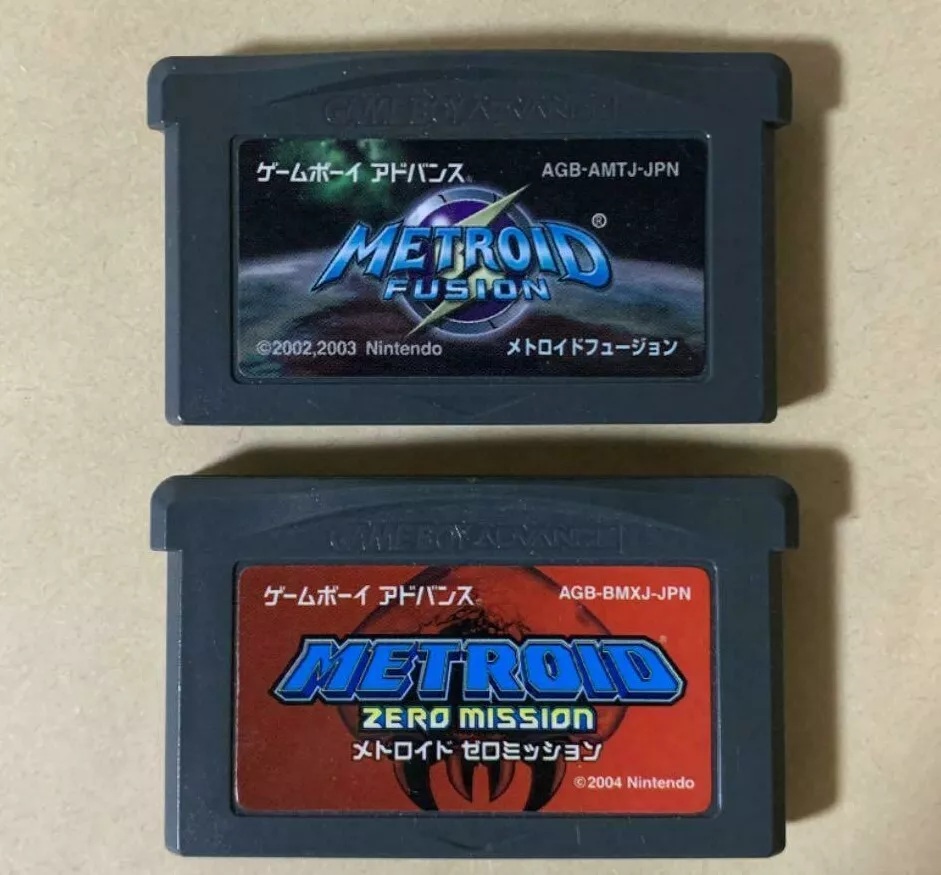 GAME BOY ADVANCE
ゲームボーイ アドバンス
AGB-AMTJ-JPN
METROID®
FUSION
©2002,2003 Nintendo
メトロイドフュージョン
GAME BOY ADVANCE
ゲームボーイ アドバンス
AGB-BMXJ-JPN
METROID
ZERO MISSION
メトロイド ゼロミッション
©2004 Nintendo